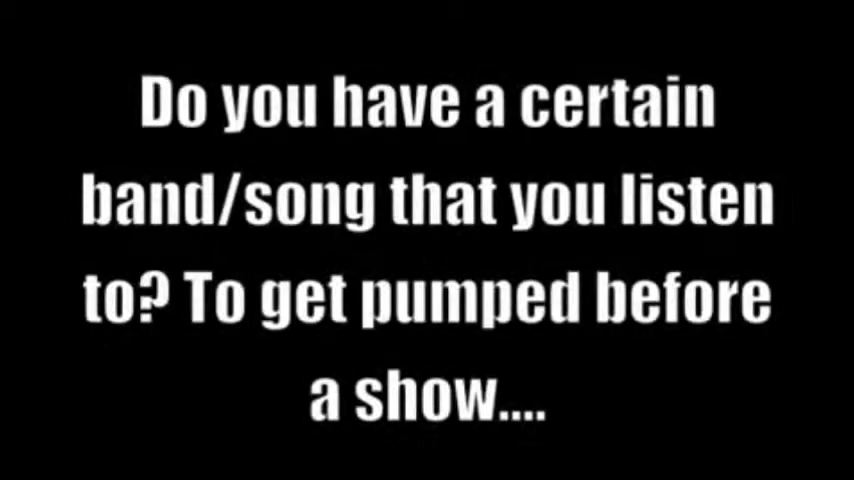 Do you have a certain
band/song that you listen
to? To get pumped before
a show....